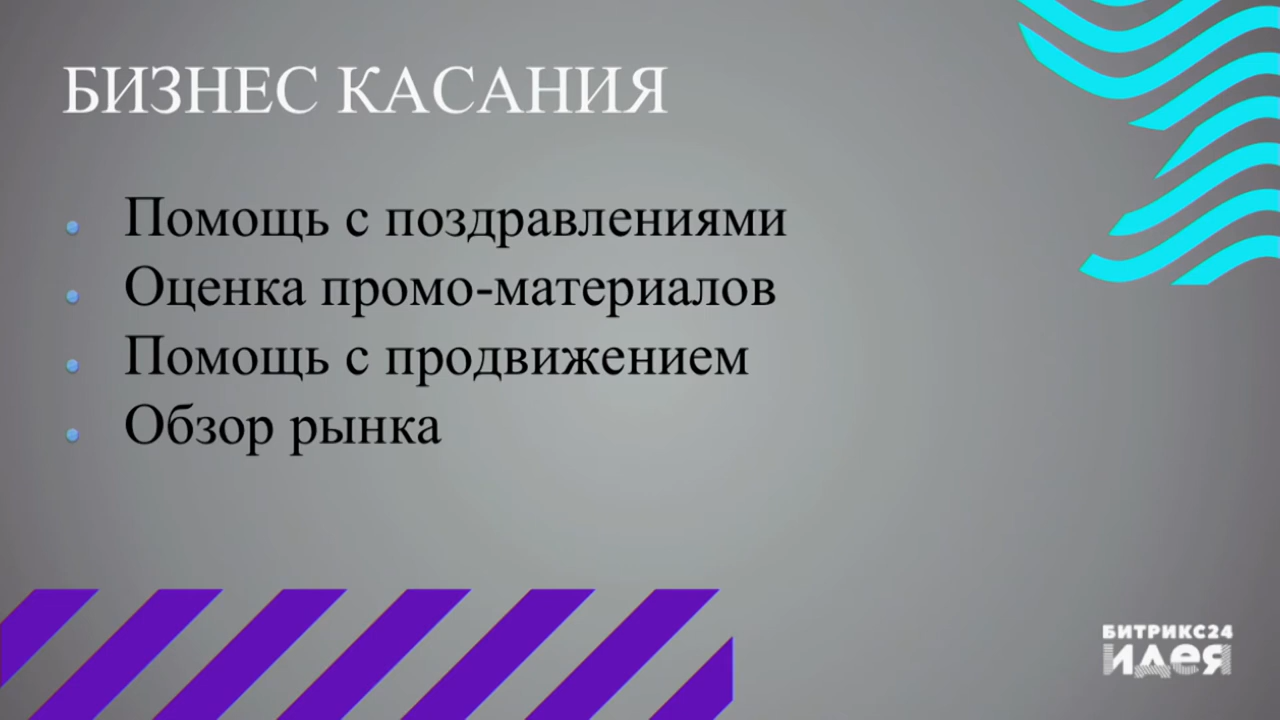 БИЗНЕС КАСАНИЯ
Помощь с поздравлениями
Оценка промо-материалов
Помощь с продвижением
Обзор рынка
БИТРИКС24
идея